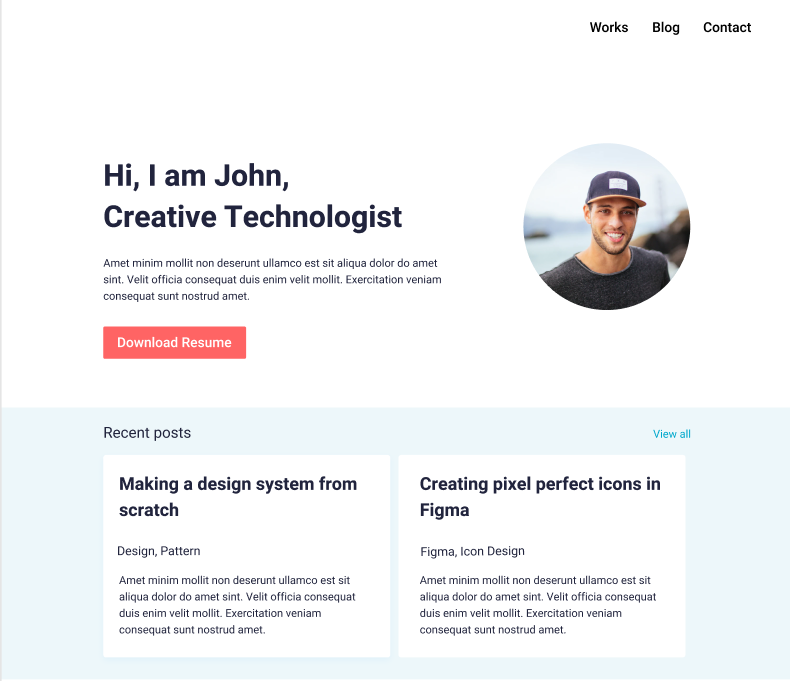 Works Blog Contact
Hi, I am John,
Creative Technologist
Amet minim mollit non deserunt ullamco est sit aliqua dolor do amet
sint. Velit officia consequat duis enim velit mollit. Exercitation veniam
consequat sunt nostrud amet.
Download Resume
Recent posts
View all
Making a design system from
scratch
Design, Pattern
Amet minim mollit non deserunt ullamco est sit
aliqua dolor do amet sint. Velit officia consequat
duis enim velit mollit. Exercitation veniam
consequat sunt nostrud amet.
Creating pixel perfect icons in
Figma
Figma, Icon Design
Amet minim mollit non deserunt ullamco est sit
aliqua dolor do amet sint. Velit officia consequat
duis enim velit mollit. Exercitation veniam
consequat sunt nostrud amet.